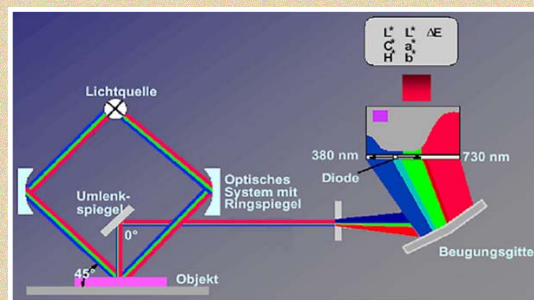 L* L* ΔE
C* a*
H* b*
Lichtquelle
380 nm
730 nm
Diode
Optisches
System mit
Ringspiegel
Umlenk-
spiegel
0°
45°
Objekt
Beugungsgitter